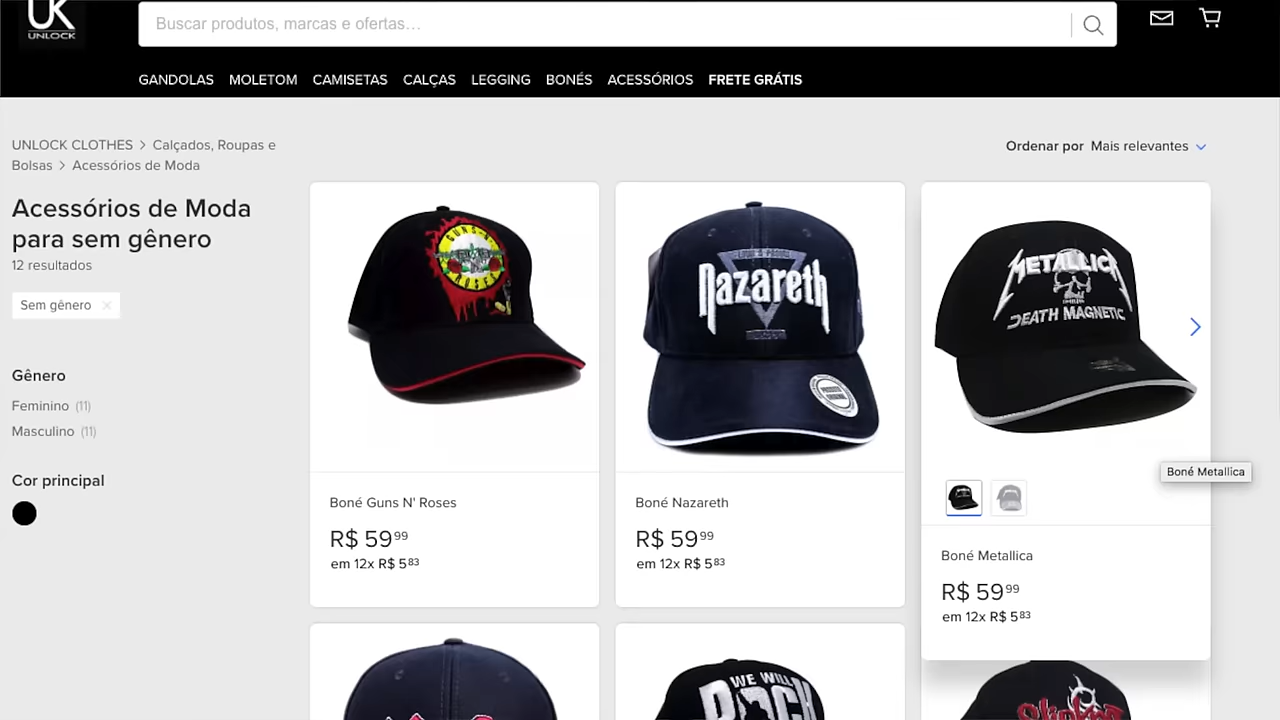 UK
UNLOCK
Buscar produtos, marcas e ofertas…
GANDOLAS MOLETOM CAMISETAS CALÇAS LEGGING BONÉS ACESSÓRIOS FRETE GRÁTIS
UNLOCK CLOTHES > Calçados, Roupas e
Bolsas > Acessórios de Moda
Ordenar por Mais relevantes
Acessórios de Moda
para sem gênero
12 resultados
Sem gênero ×
Gênero
Feminino (11)
Masculino (11)
Cor principal
GUNS N'
ROSES
Nazareth
METALLICA
DEATH MAGNETIC
Boné Metallica
Boné Guns N' Roses
R$ 59 99
em 12x R$ 5 83
Boné Nazareth
R$ 59 99
em 12x R$ 5 83
Boné Metallica
R$ 59 99
em 12x R$ 5 83
WE WILL
ROCK
Slipknot